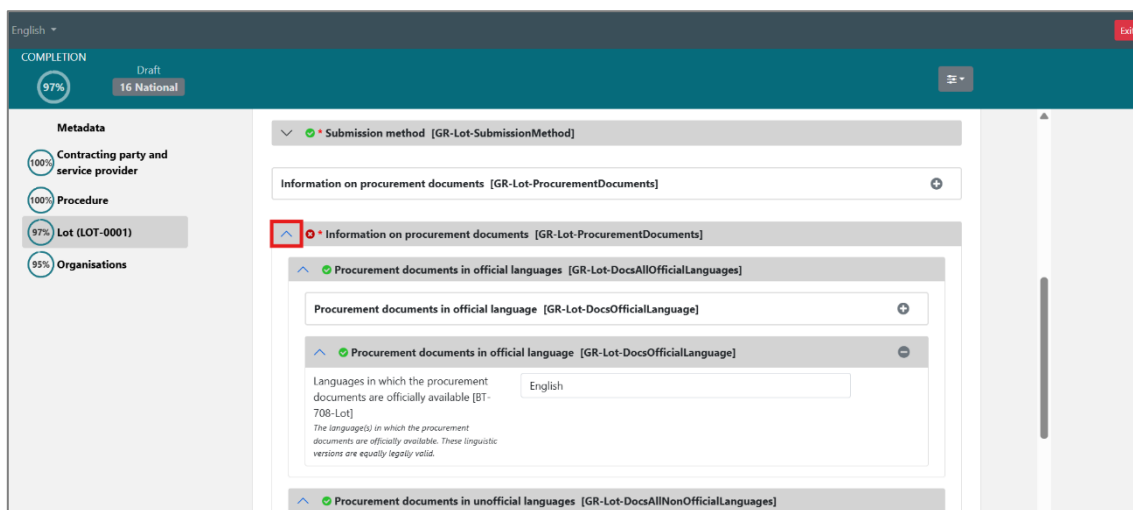 English
Exit
COMPLETION
97%
Draft
16 National
Metadata
100% Contracting party and
service provider
100% Procedure
97% Lot (LOT-0001)
95% Organisations
* Submission method [GR-Lot-SubmissionMethod]
Information on procurement documents [GR-Lot-ProcurementDocuments]
* Information on procurement documents [GR-Lot-ProcurementDocuments]
Procurement documents in official languages [GR-Lot-DocsAllOfficialLanguages]
Procurement documents in official language [GR-Lot-DocsOfficialLanguage]
Procurement documents in official language [GR-Lot-DocsOfficialLanguage]
Languages in which the procurement
documents are officially available [BT-
708-Lot]
English
The language(s) in which the procurement
documents are officially available. These linguistic
versions are equally legally valid.
Procurement documents in unofficial languages [GR-Lot-DocsAllNonOfficialLanguages]